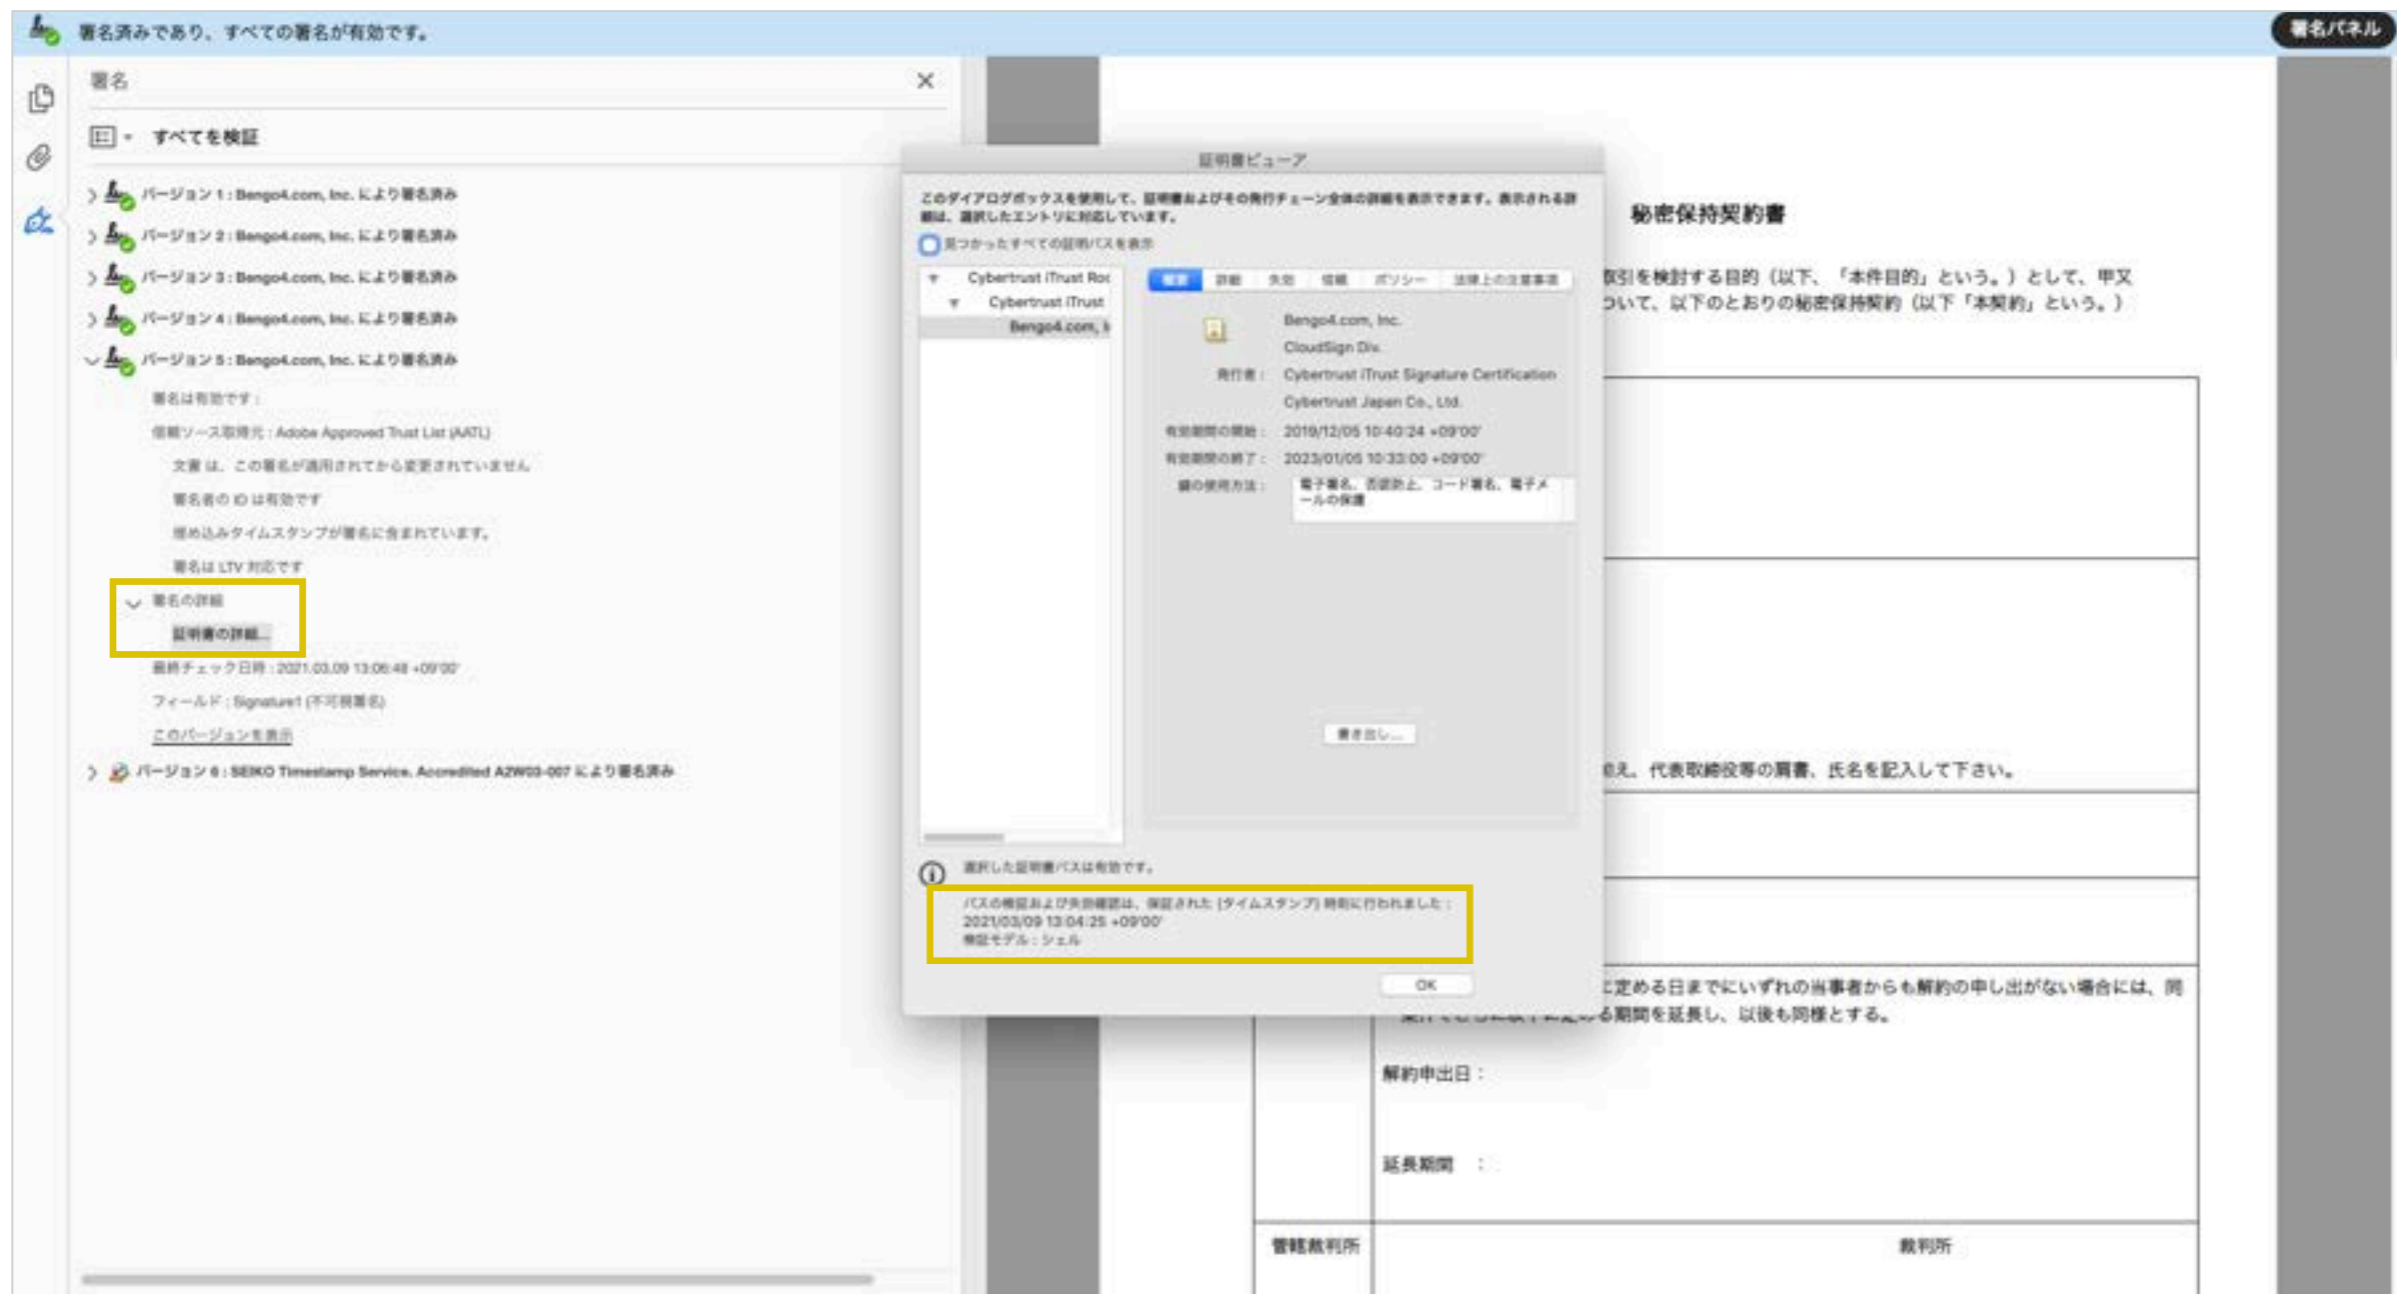 署名済みであり、すべての署名が有効です。
署名パネル
署名
すべてを検証
バージョン 1 : Bengo4.com, Inc. により署名済み
バージョン 2 : Bengo4.com, Inc. により署名済み
バージョン 3 : Bengo4.com, Inc. により署名済み
バージョン 4 : Bengo4.com, Inc. により署名済み
バージョン 5 : Bengo4.com, Inc. により署名済み
署名は有効です :
信頼ソース取得元 : Adobe Approved Trust List (AATL)
文書 は、この署名が適用されてから変更されていません
署名者の ID は有効です
埋め込みタイムスタンプが署名に含まれています。
署名は LTV 対応です
署名の詳細
証明書の詳細...
最終チェック日時 : 2021.03.09 13:06:48 +09'00'
フィールド : Signature1 (不可視署名)
このバージョンを表示
バージョン 6 : SEIKO Timestamp Service. Accredited A2W03-007 により署名済み
証明書ビューア
このダイアログボックスを使用して、証明書およびその発行チェーン全体の詳細を表示できます。表示される詳
細は、選択したエントリに対応しています。
見つかったすべての証明パスを表示
Cybertrust iTrust Roo
Cybertrust iTrust
Bengo4.com, I
概要 詳細 失効 信頼 ポリシー 法律上の注意事項
Bengo4.com, Inc.
CloudSign Div.
発行者 : Cybertrust iTrust Signature Certification
Cybertrust Japan Co., Ltd.
有効期間の開始 : 2019/12/05 10:40:24 +09'00'
有効期間の終了 : 2023/01/05 10:33:00 +09'00'
鍵の使用方法 : 電子署名、否認防止、コード署名、電子メ
ールの保護
書き出し...
選択した証明書パスは有効です。
パスの検証および失効確認は、保証された (タイムスタンプ) 時刻に行われました :
2021/03/09 13:04:25 +09'00'
検証モデル : シェル
OK
秘密保持契約書
取引を検討する目的（以下、「本件目的」という。）として、甲又
ついて、以下のとおりの秘密保持契約（以下「本契約」という。）
加え、代表取締役等の肩書、氏名を記入して下さい。
に定める日までにいずれの当事者からも解約の申し出がない場合には、同
る期間を延長し、以後も同様とする。
解約申出日：
延長期間 ：
管轄裁判所
裁判所